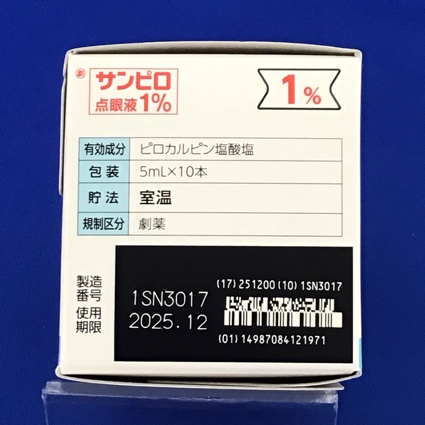 劇
サンピロ
点眼液1%
1%
有効成分 ピロカルピン塩酸塩
包装 5mL×10本
貯法 室温
規制区分 劇薬
製造番号 1SN3017
使用期限 2025.12
(17) 251200 (10) 1SN3017
(01) 14987084121971